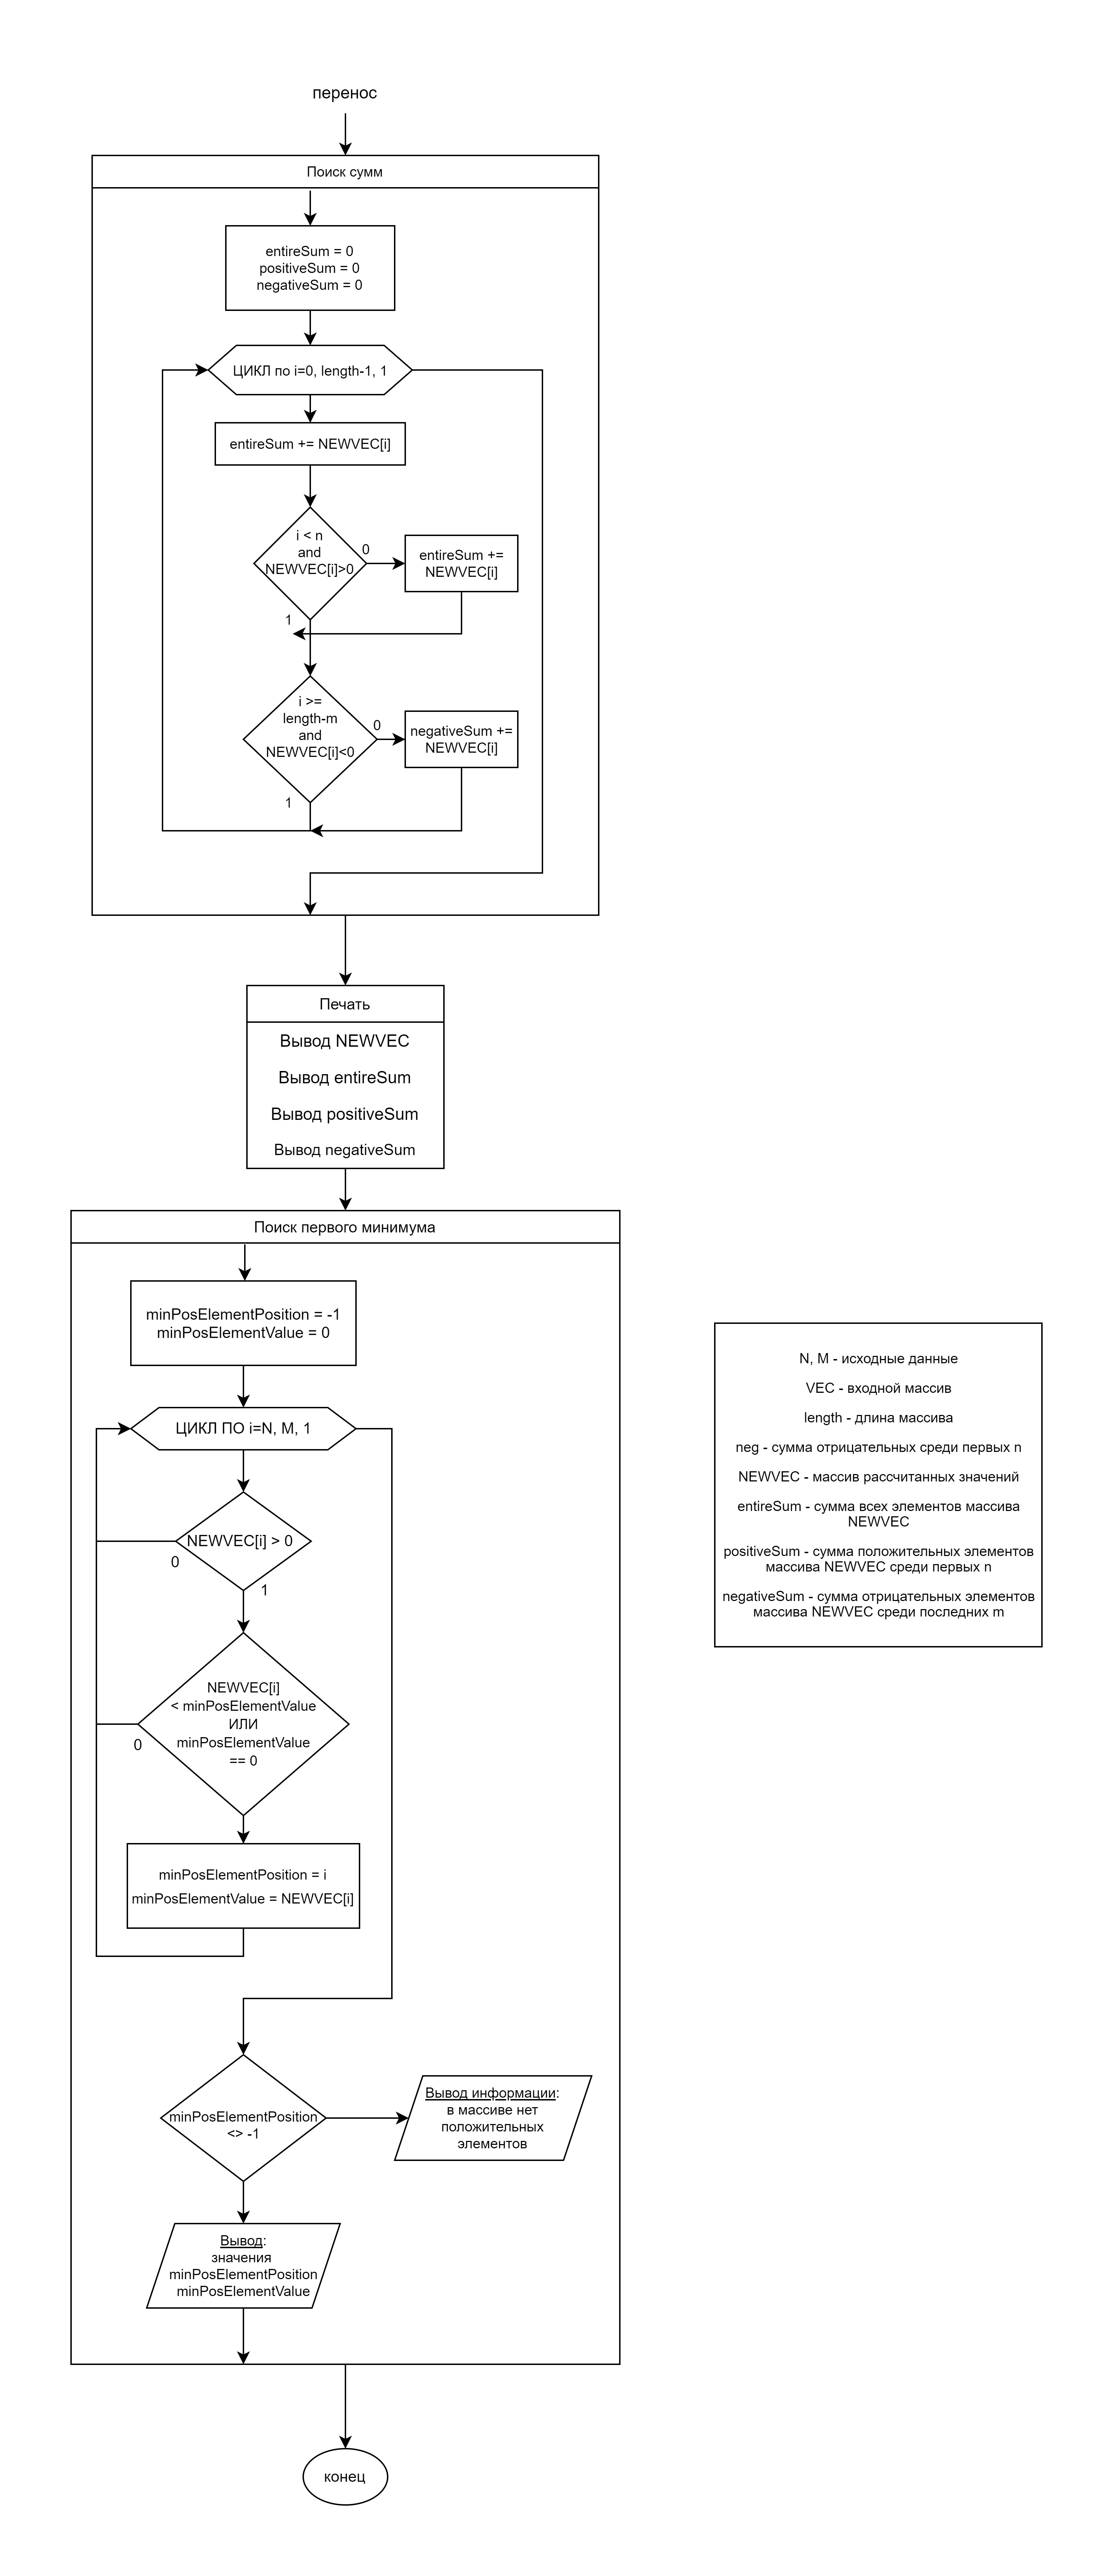 перенос
Поиск сумм
entireSum = 0
positiveSum = 0
negativeSum = 0
ЦИКЛ по i=0, length-1, 1
entireSum += NEWVEC[i]
i < n
and
NEWVEC[i]>0
0
entireSum +=
NEWVEC[i]
1
i >=
length-m
and
NEWVEC[i]<0
0
negativeSum +=
NEWVEC[i]
1
Печать
Вывод NEWVEC
Вывод entireSum
Вывод positiveSum
Вывод negativeSum
Поиск первого минимума
minPosElementPosition = -1
minPosElementValue = 0
ЦИКЛ ПО i=N, M, 1
NEWVEC[i] > 0
0
1
NEWVEC[i]
< minPosElementValue
ИЛИ
minPosElementValue
== 0
0
minPosElementPosition = i
minPosElementValue = NEWVEC[i]
minPosElementPosition
<> -1
Вывод информации:
в массиве нет
положительных
элементов
Вывод:
значения
minPosElementPosition
minPosElementValue
конец
N, M - исходные данные
VEC - входной массив
length - длина массива
neg - сумма отрицательных среди первых n
NEWVEC - массив рассчитанных значений
entireSum - сумма всех элементов массива
NEWVEC
positiveSum - сумма положительных элементов
массива NEWVEC среди первых n
negativeSum - сумма отрицательных элементов
массива NEWVEC среди последних m